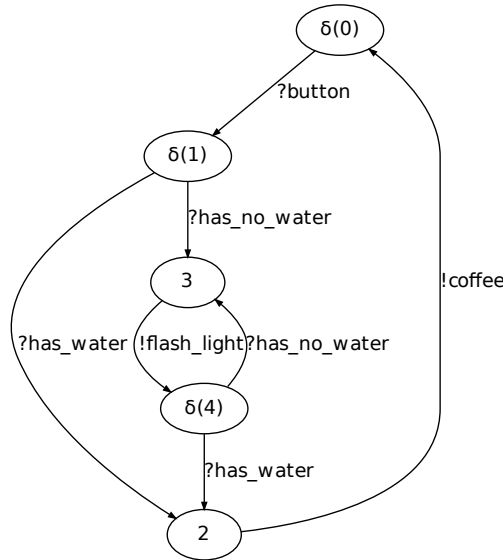 δ(0)
?button
δ(1)
?has_no_water
3
!coffee
?has_water
!flash_light
?has_no_water
δ(4)
?has_water
2